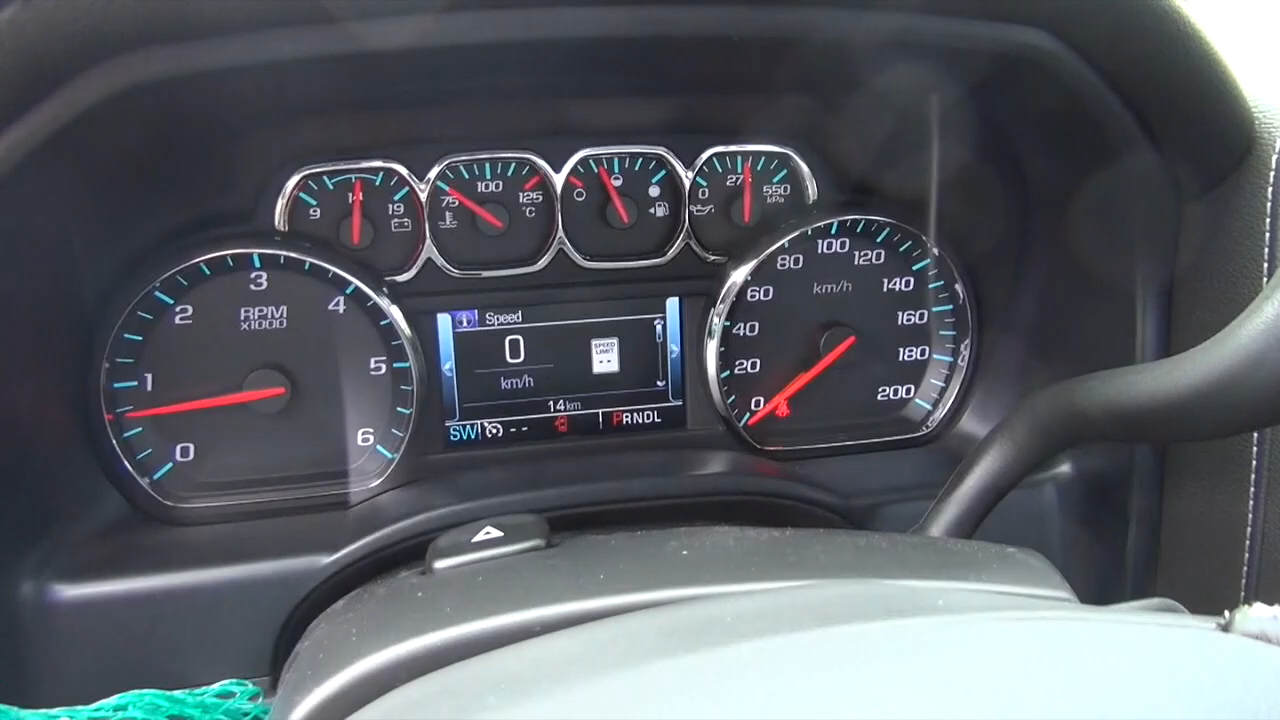 9 14 19
75 100 125
°C
0 275 550
kPa
0 1 2 3 4 5 6
RPM
x1000
Speed
0
km/h
SPEED
LIMIT
--
14 km
SW -- PRNDL
0 20 40 60 80 100 120 140 160 180 200
km/h